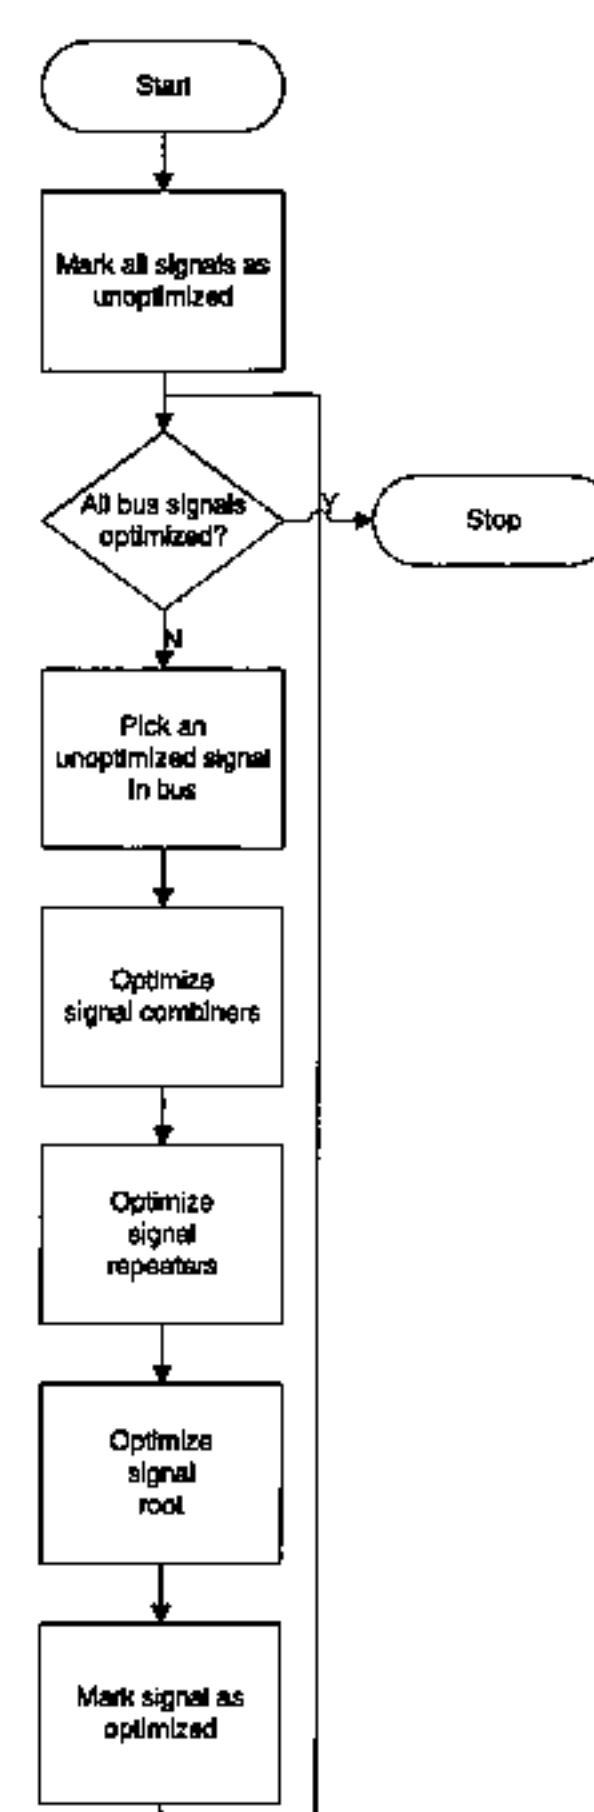 Start
Mark all signals as
unoptimized
All bus signals
optimized?
Y
Stop
N
Pick an
unoptimized signal
in bus
Optimize
signal combiners
Optimize
signal
repeaters
Optimize
signal
root
Mark signal as
optimized